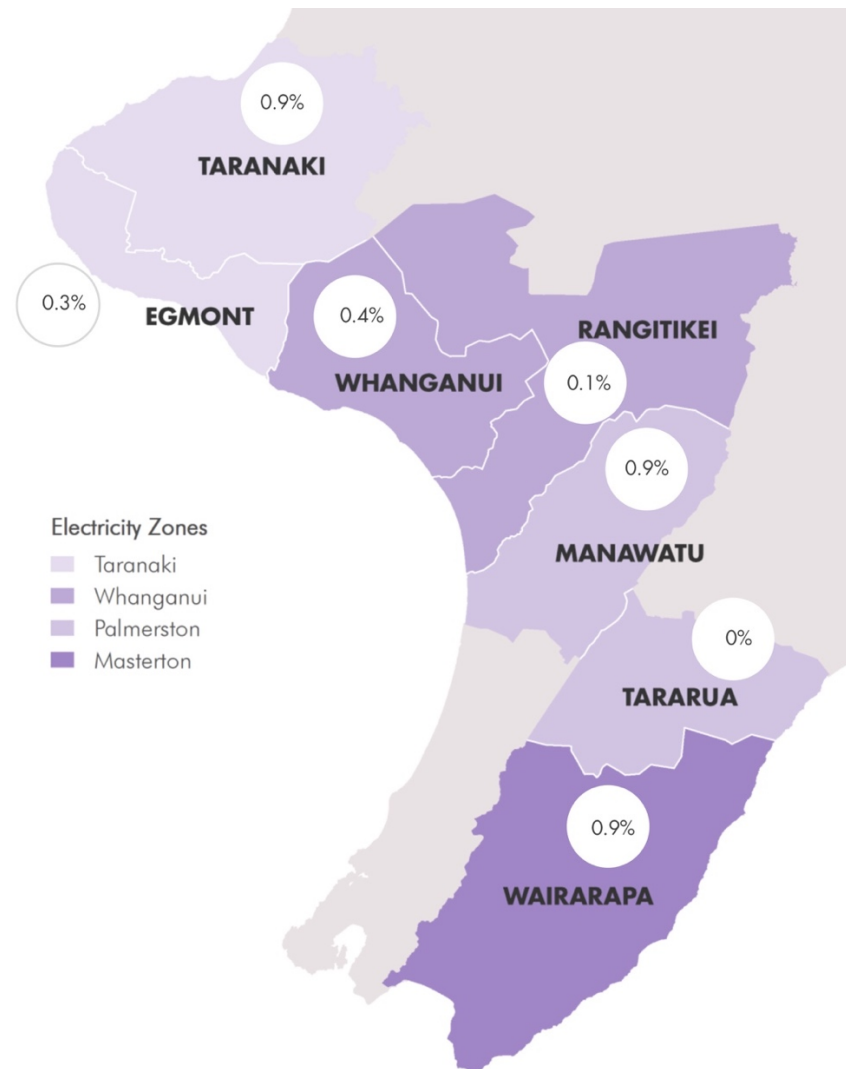 0.9%
TARANAKI
0.3%
EGMONT
0.4%
WHANGANUI
RANGITIKEI
0.1%
0.9%
MANAWATU
Electricity Zones
Taranaki
Whanganui
Palmerston
Masterton
0%
TARARUA
0.9%
WAIRARAPA